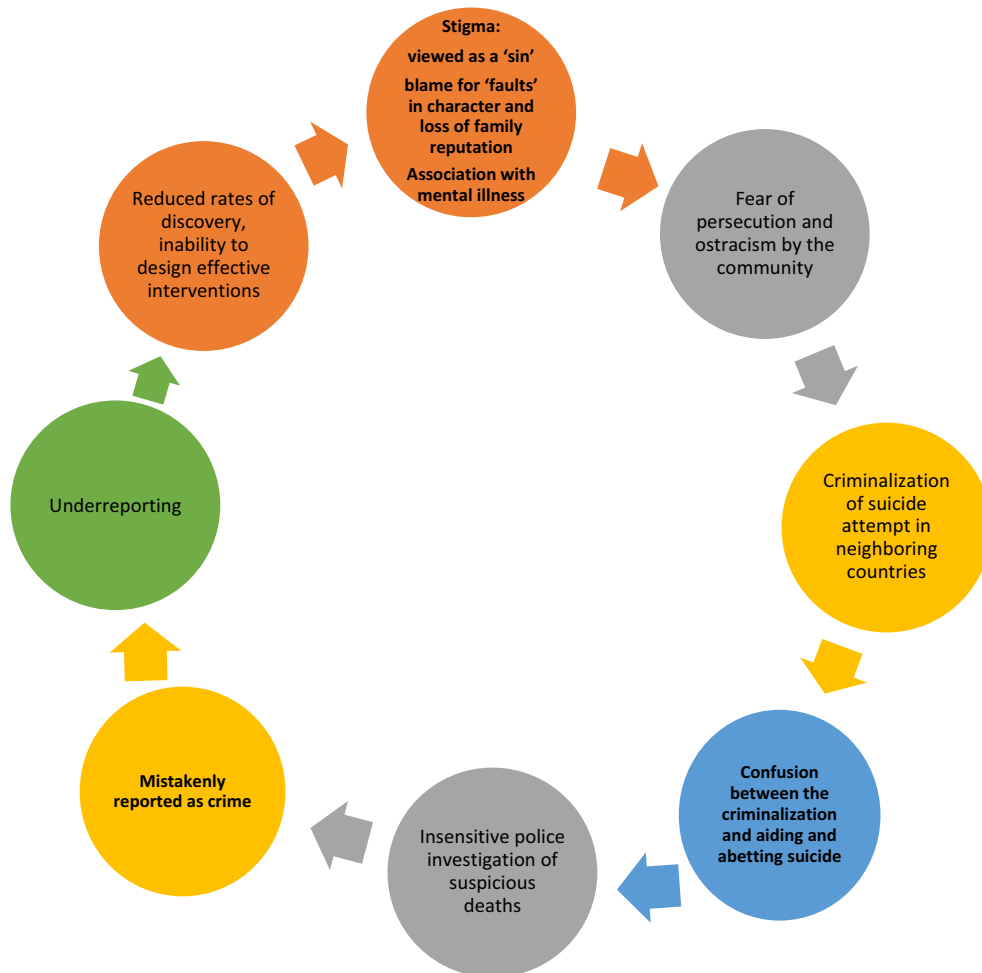 Stigma:
viewed as a ‘sin’
blame for ‘faults’
in character and
loss of family
reputation
Association with
mental illness
Fear of
persecution and
ostracism by the
community
Criminalization
of suicide
attempt in
neighboring
countries
Confusion
between the
criminalization
and aiding and
abetting suicide
Insensitive police
investigation of
suspicious
deaths
Mistakenly
reported as crime
Underreporting
Reduced rates of
discovery,
inability to
design effective
interventions